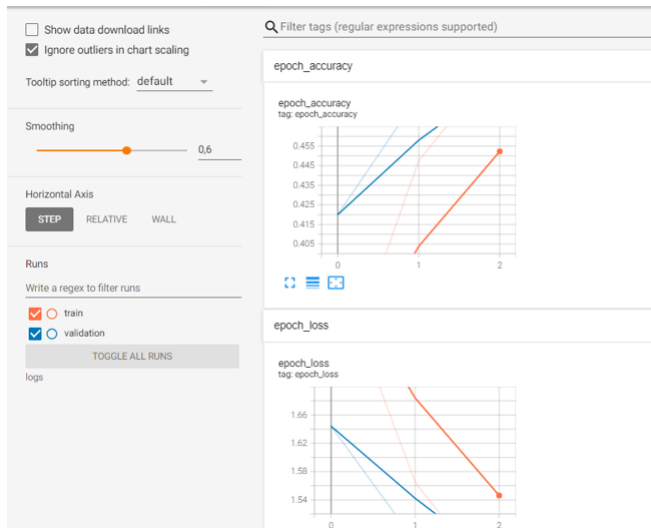 Show data download links
Ignore outliers in chart scaling
Tooltip sorting method: default
Smoothing
0,6
Horizontal Axis
STEP RELATIVE WALL
Runs
Write a regex to filter runs
train
validation
TOGGLE ALL RUNS
logs
Filter tags (regular expressions supported)
epoch_accuracy
epoch_accuracy
tag: epoch_accuracy
0.455
0.445
0.435
0.425
0.415
0.405
0 1 2
epoch_loss
epoch_loss
tag: epoch_loss
1.66
1.62
1.58
1.54
0 1 2